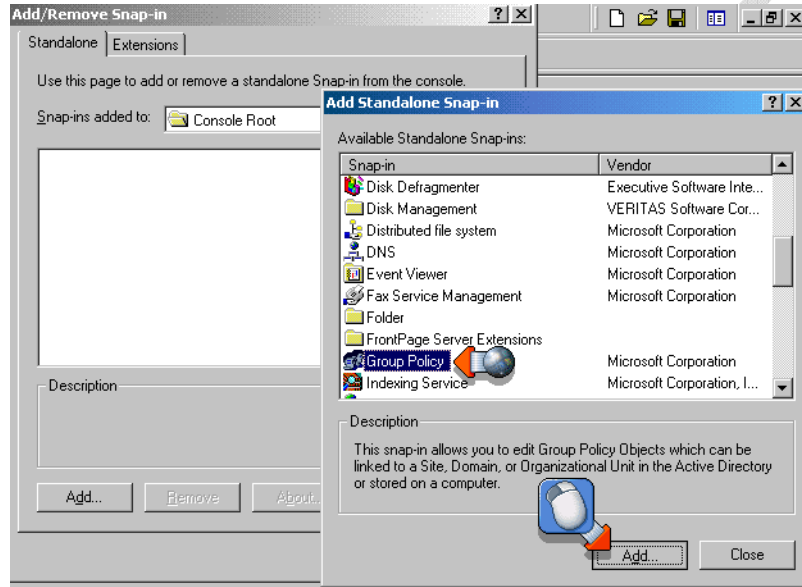 Add/Remove Snap-in
Standalone
Extensions
Use this page to add or remove a standalone Snap-in from the console.
Snap-ins added to:
Console Root
Description
Add...
Remove
About...
Add Standalone Snap-in
Available Standalone Snap-ins:
Snap-in Vendor
Disk Defragmenter Executive Software Inte...
Disk Management VERITAS Software Cor...
Distributed file system Microsoft Corporation
DNS Microsoft Corporation
Event Viewer Microsoft Corporation
Fax Service Management Microsoft Corporation
Folder
FrontPage Server Extensions
Group Policy Microsoft Corporation
Indexing Service Microsoft Corporation, I...
Description
This snap-in allows you to edit Group Policy Objects which can be
linked to a Site, Domain, or Organizational Unit in the Active Directory
or stored on a computer.
Add...
Close